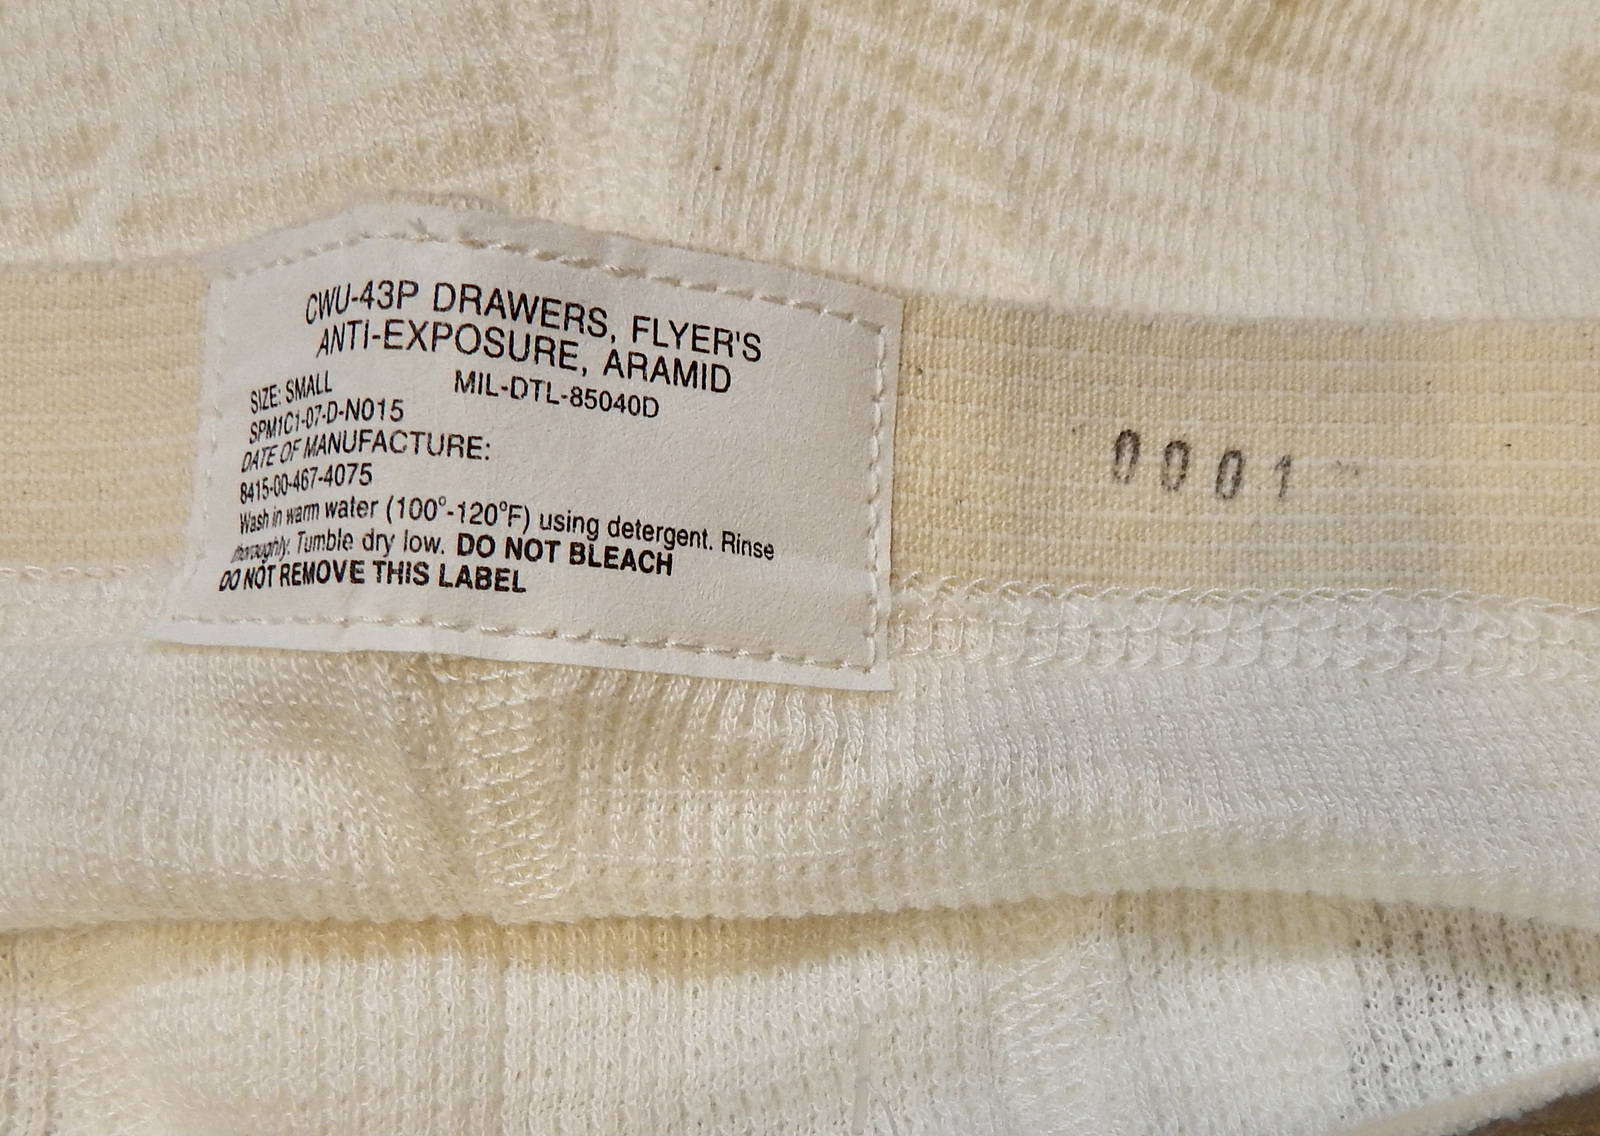 CWU-43P DRAWERS, FLYER'S
ANTI-EXPOSURE, ARAMID
SIZE: SMALL MIL-DTL-85040D
SPM1C1-07-D-N015
DATE OF MANUFACTURE:
8415-00-467-4075
Wash in warm water (100°-120°F) using detergent. Rinse
thoroughly. Tumble dry low. DO NOT BLEACH
DO NOT REMOVE THIS LABEL
0001